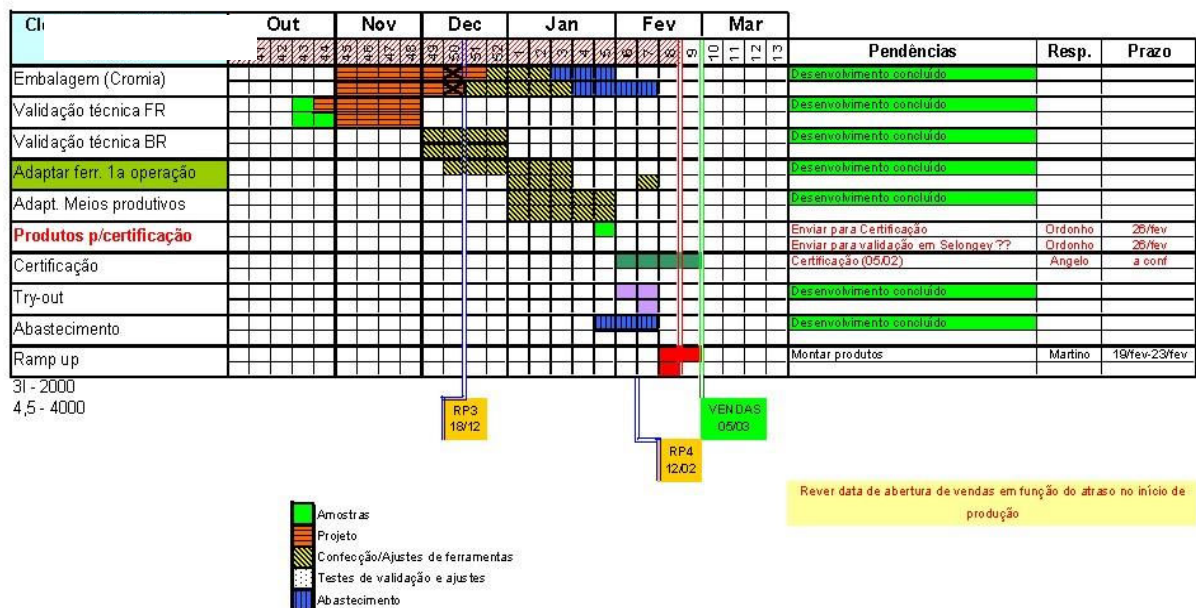 Cl
Out Nov Dec Jan Fev Mar
41 42 43 44 45 46 47 48 49 50 51 52 1 2 3 4 5 6 7 8 9 10 11 12 13 Pendências Resp. Prazo
Embalagem (Cromia) Desenvolvimento concluído
Validação técnica FR Desenvolvimento concluído
Validação técnica BR Desenvolvimento concluído
Adaptar ferr. 1a operação Desenvolvimento concluído
Adapt. Meios produtivos Desenvolvimento concluído
Produtos p/certificação Enviar para Certificação Ordonho 26/fev
Enviar para validação em Selongey ?? Ordonho 26/fev
Certificação Certificação (05/02) Angelo a conf
Try-out Desenvolvimento concluído
Abastecimento Desenvolvimento concluído
Ramp up Montar produtos Martino 19/fev-23/fev
3l - 2000
4,5 - 4000
RP3
18/12
VENDAS
05/03
RP4
12/02
Rever data de abertura de vendas em função do atraso no início de
produção
Amostras
Projeto
Confecção/Ajustes de ferramentas
Testes de validação e ajustes
Abastecimento